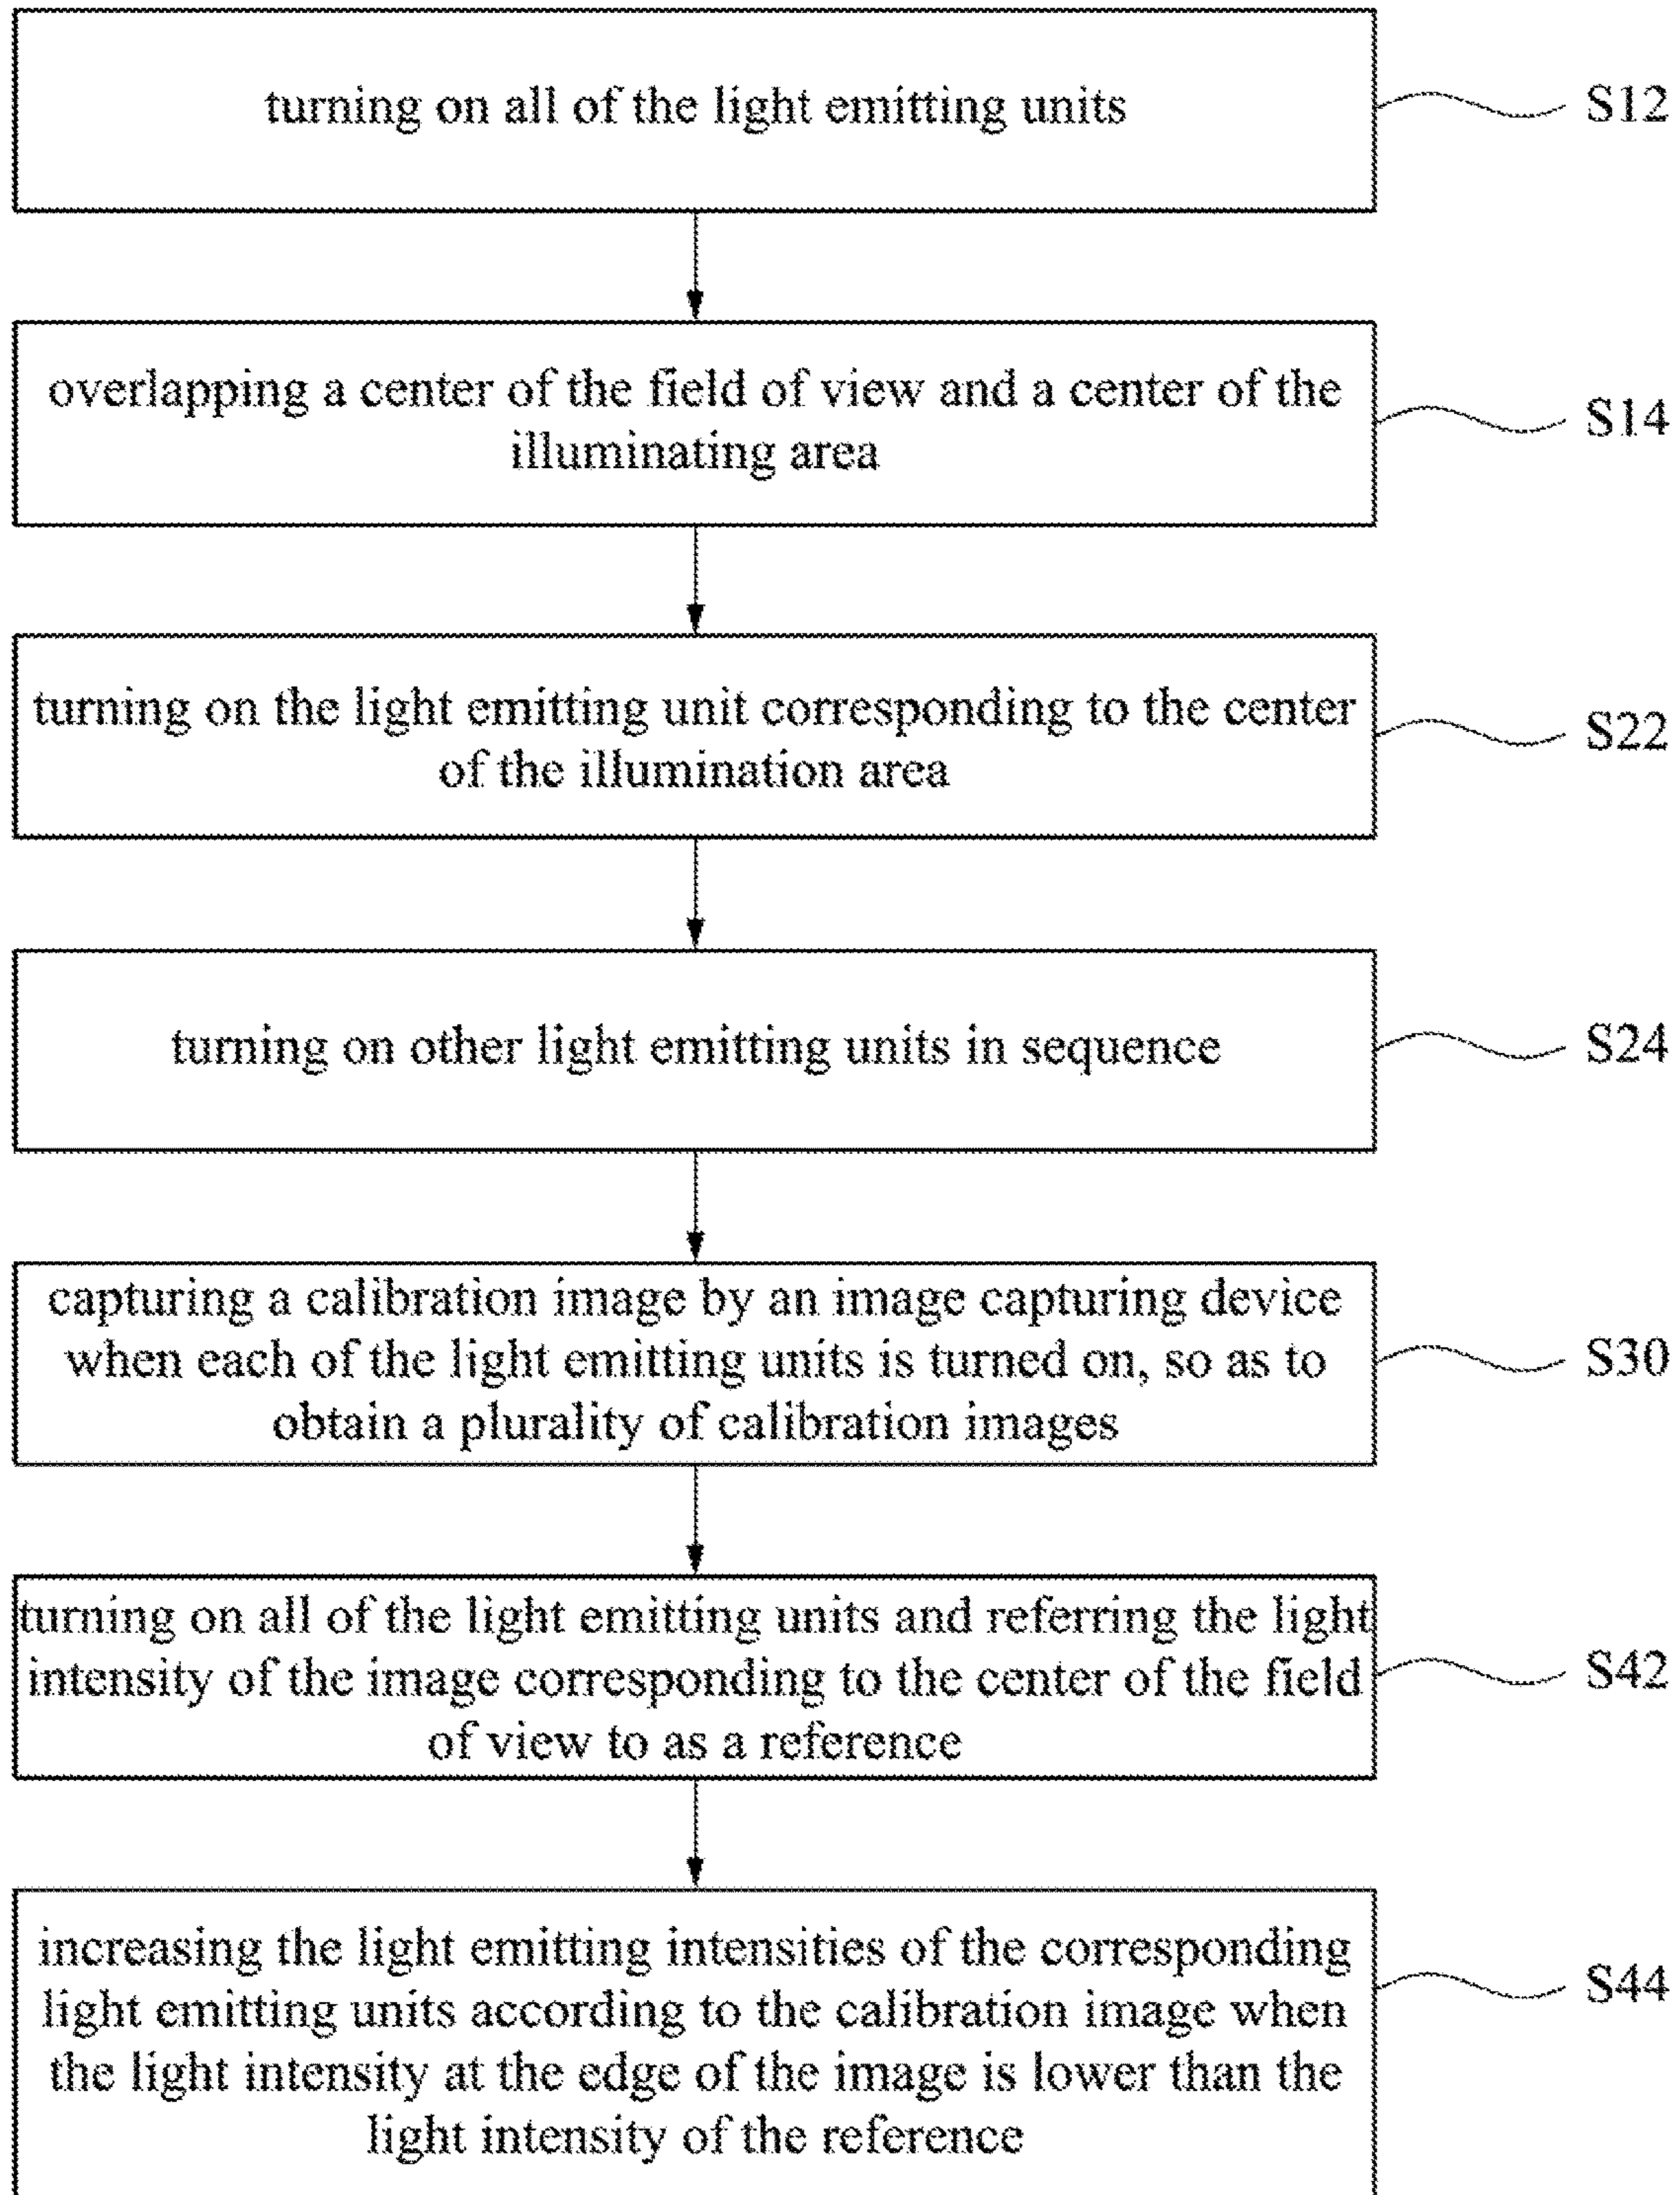 turning on all of the light emitting units
S12
overlapping a center of the field of view and a center of the
illuminating area
S14
turning on the light emitting unit corresponding to the center
of the illumination area
S22
turning on other light emitting units in sequence
S24
capturing a calibration image by an image capturing device
when each of the light emitting units is turned on, so as to
obtain a plurality of calibration images
S30
turning on all of the light emitting units and referring the light
intensity of the image corresponding to the center of the field
of view to as a reference
S42
increasing the light emitting intensities of the corresponding
light emitting units according to the calibration image when
the light intensity at the edge of the image is lower than the
light intensity of the reference
S44